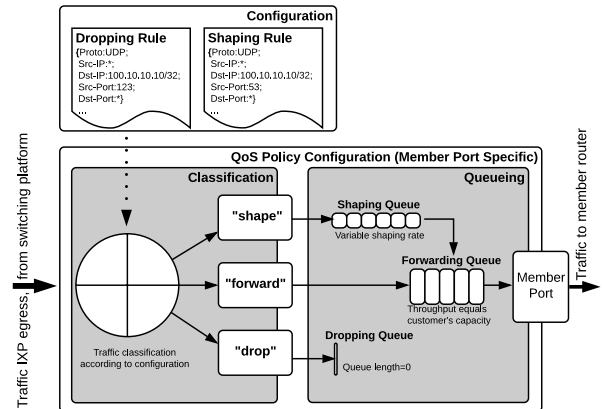 Configuration
Dropping Rule
{Proto:UDP;
Src-IP:*;
Dst-IP:100.10.10.10/32;
Src-Port:123;
Dst-Port:*}
...
Shaping Rule
{Proto:UDP;
Src-IP:*;
Dst-IP:100.10.10.10/32;
Src-Port:53;
Dst-Port:*}
...
QoS Policy Configuration (Member Port Specific)
Classification
Queueing
Traffic IXP egress, from switching platform
Traffic classification
according to configuration
"shape"
"forward"
"drop"
Shaping Queue
Variable shaping rate
Forwarding Queue
Throughput equals
customer's capacity
Dropping Queue
Queue length=0
Member
Port
Traffic to member router